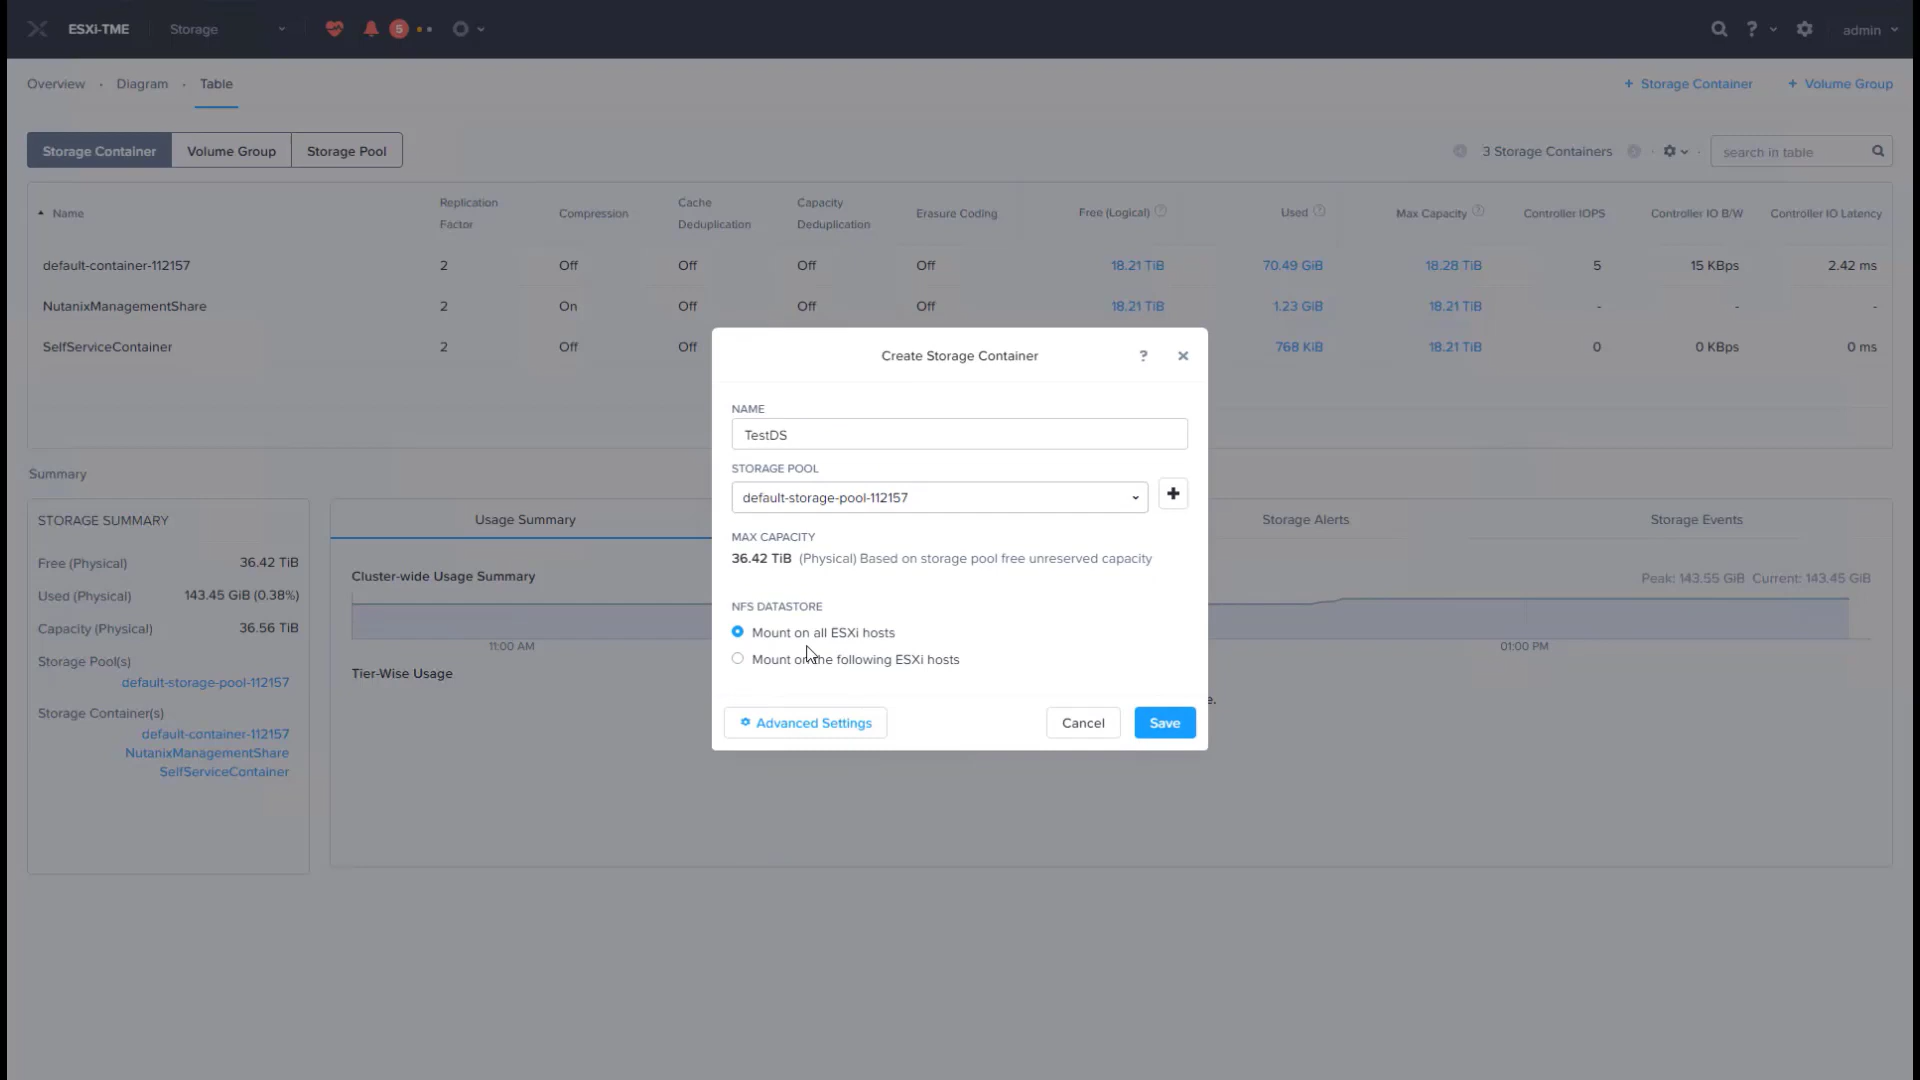 ESXi-TME Storage 5 ? admin
Overview · Diagram · Table + Storage Container + Volume Group
Storage Container Volume Group Storage Pool 3 Storage Containers · search in table
Name Replication Factor Compression Cache Deduplication Capacity Deduplication Erasure Coding Free (Logical) ? Used ? Max Capacity ? Controller IOPS Controller IO B/W Controller IO Latency
default-container-112157 2 Off Off Off Off 18.21 TiB 70.49 GiB 18.28 TiB 5 15 KBps 2.42 ms
NutanixManagementShare 2 On Off Off Off 18.21 TiB 1.23 GiB 18.21 TiB - - -
SelfServiceContainer 2 Off Off 768 KiB 18.21 TiB 0 0 KBps 0 ms
Create Storage Container ?
NAME
TestDS
STORAGE POOL
default-storage-pool-112157
MAX CAPACITY
36.42 TiB (Physical) Based on storage pool free unreserved capacity
NFS DATASTORE
Mount on all ESXi hosts
Mount on the following ESXi hosts
Advanced Settings Cancel Save
Summary
STORAGE SUMMARY
Free (Physical) 36.42 TiB
Used (Physical) 143.45 GiB (0.38%)
Capacity (Physical) 36.56 TiB
Storage Pool(s)
default-storage-pool-112157
Storage Container(s)
default-container-112157
NutanixManagementShare
SelfServiceContainer
Usage Summary Storage Alerts Storage Events
Cluster-wide Usage Summary Peak: 143.55 GiB Current: 143.45 GiB
11:00 AM 01:00 PM
Tier-Wise Usage
e.